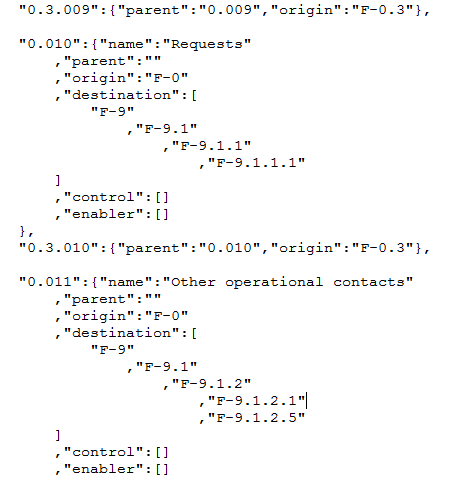 "0.3.009":{"parent":"0.009","origin":"F-0.3"},
"0.010":{"name":"Requests"
,"parent":""
,"origin":"F-0"
,"destination":[
"F-9"
,"F-9.1"
,"F-9.1.1"
,"F-9.1.1.1"
]
,"control":[]
,"enabler":[]
},
"0.3.010":{"parent":"0.010","origin":"F-0.3"},
"0.011":{"name":"Other operational contacts"
,"parent":""
,"origin":"F-0"
,"destination":[
"F-9"
,"F-9.1"
,"F-9.1.2"
,"F-9.1.2.1"
,"F-9.1.2.5"
]
,"control":[]
,"enabler":[]